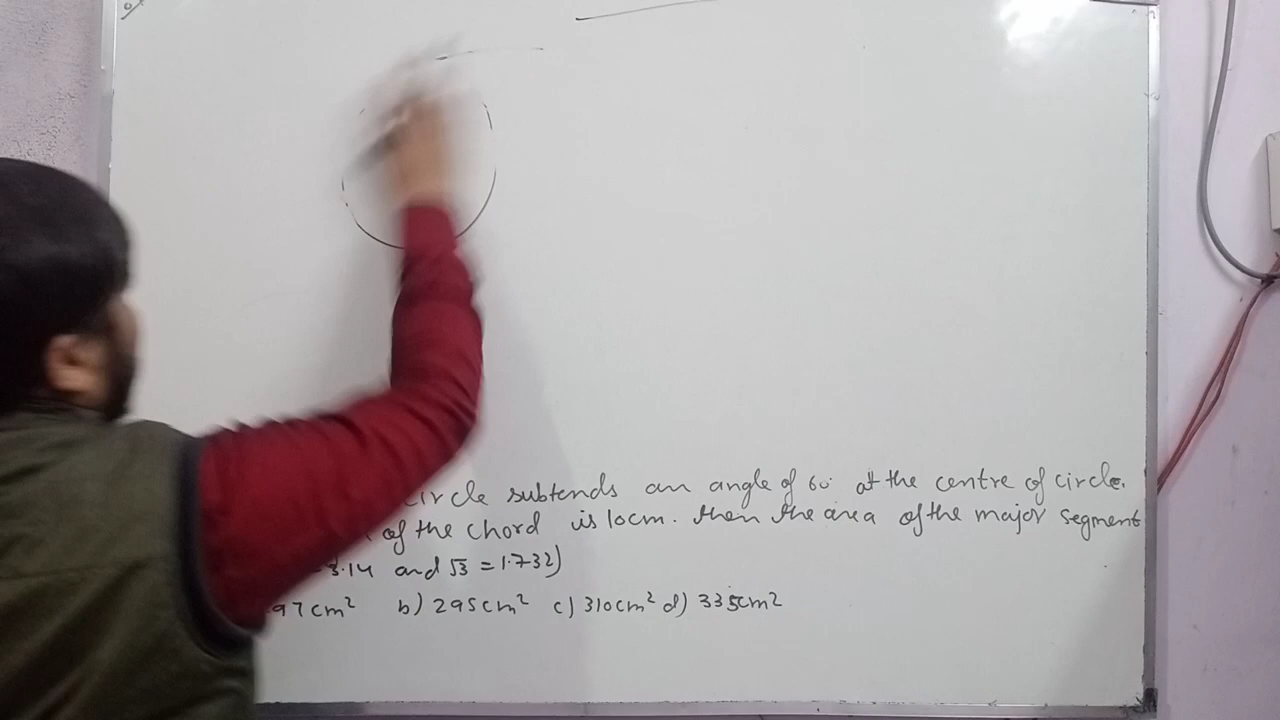 circle subtends an angle of 60° at the centre of circle.
of the chord is 10cm. then the area of the major segment
3.14 and √3 = 1.732)
97cm² b) 295cm² c) 310cm² d) 335cm²